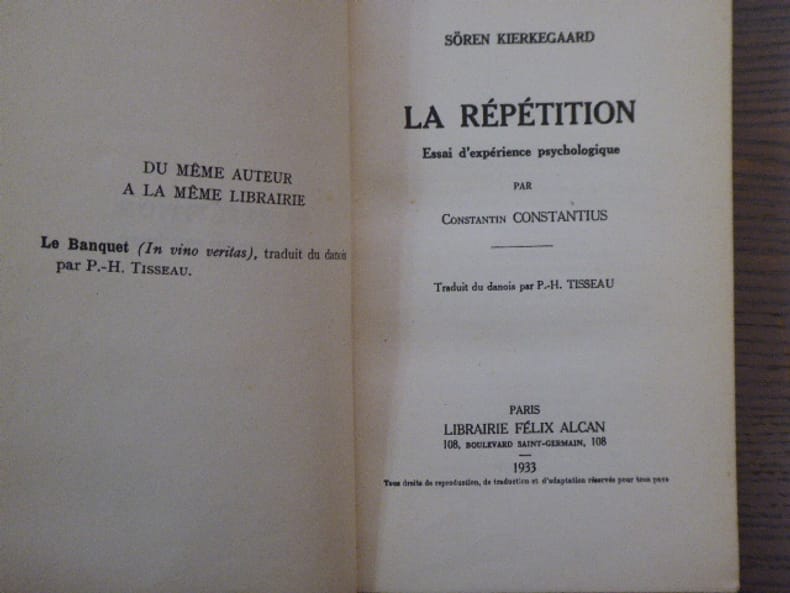 DU MÊME AUTEUR
A LA MÊME LIBRAIRIE
Le Banquet (In vino veritas), traduit du danois
par P.-H. TISSEAU.
SÖREN KIERKEGAARD
LA RÉPÉTITION
Essai d'expérience psychologique
PAR
CONSTANTIN CONSTANTIUS
Traduit du danois par P.-H. TISSEAU
PARIS
LIBRAIRIE FÉLIX ALCAN
108, BOULEVARD SAINT-GERMAIN, 108
1933
Tous droits de reproduction, de traduction et d'adaptation réservés pour tous pays